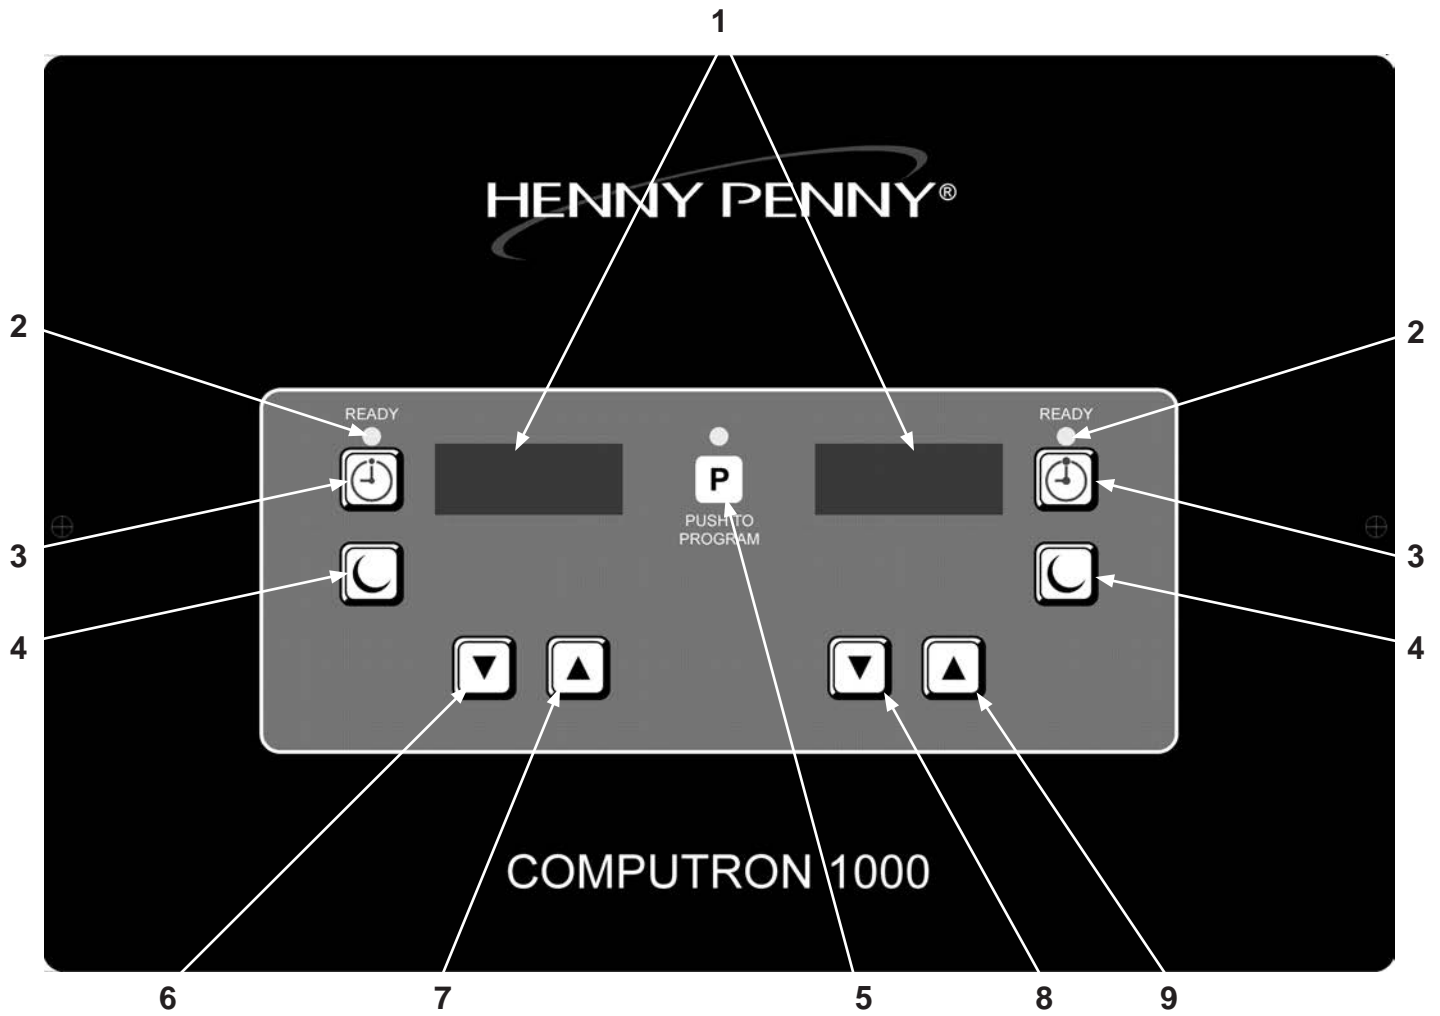 1
HENNY PENNY®
2 2
READY READY
P
PUSH TO
PROGRAM
3 3
4 4
COMPUTRON 1000
6 7 5 8 9